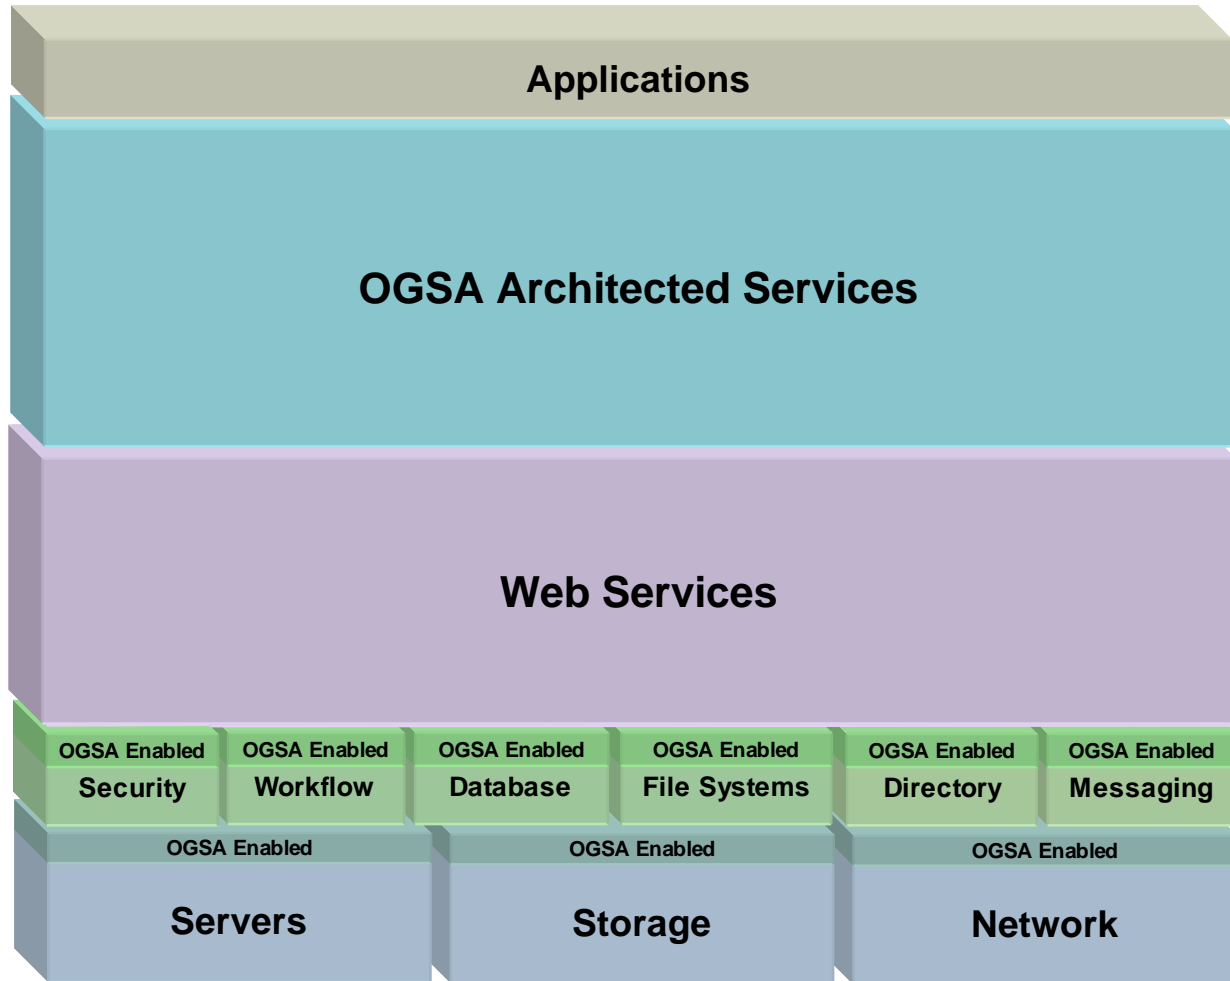 Applications
OGSA Architected Services
Web Services
OGSA Enabled OGSA Enabled OGSA Enabled OGSA Enabled OGSA Enabled OGSA Enabled
Security Workflow Database File Systems Directory Messaging
OGSA Enabled OGSA Enabled OGSA Enabled
Servers Storage Network